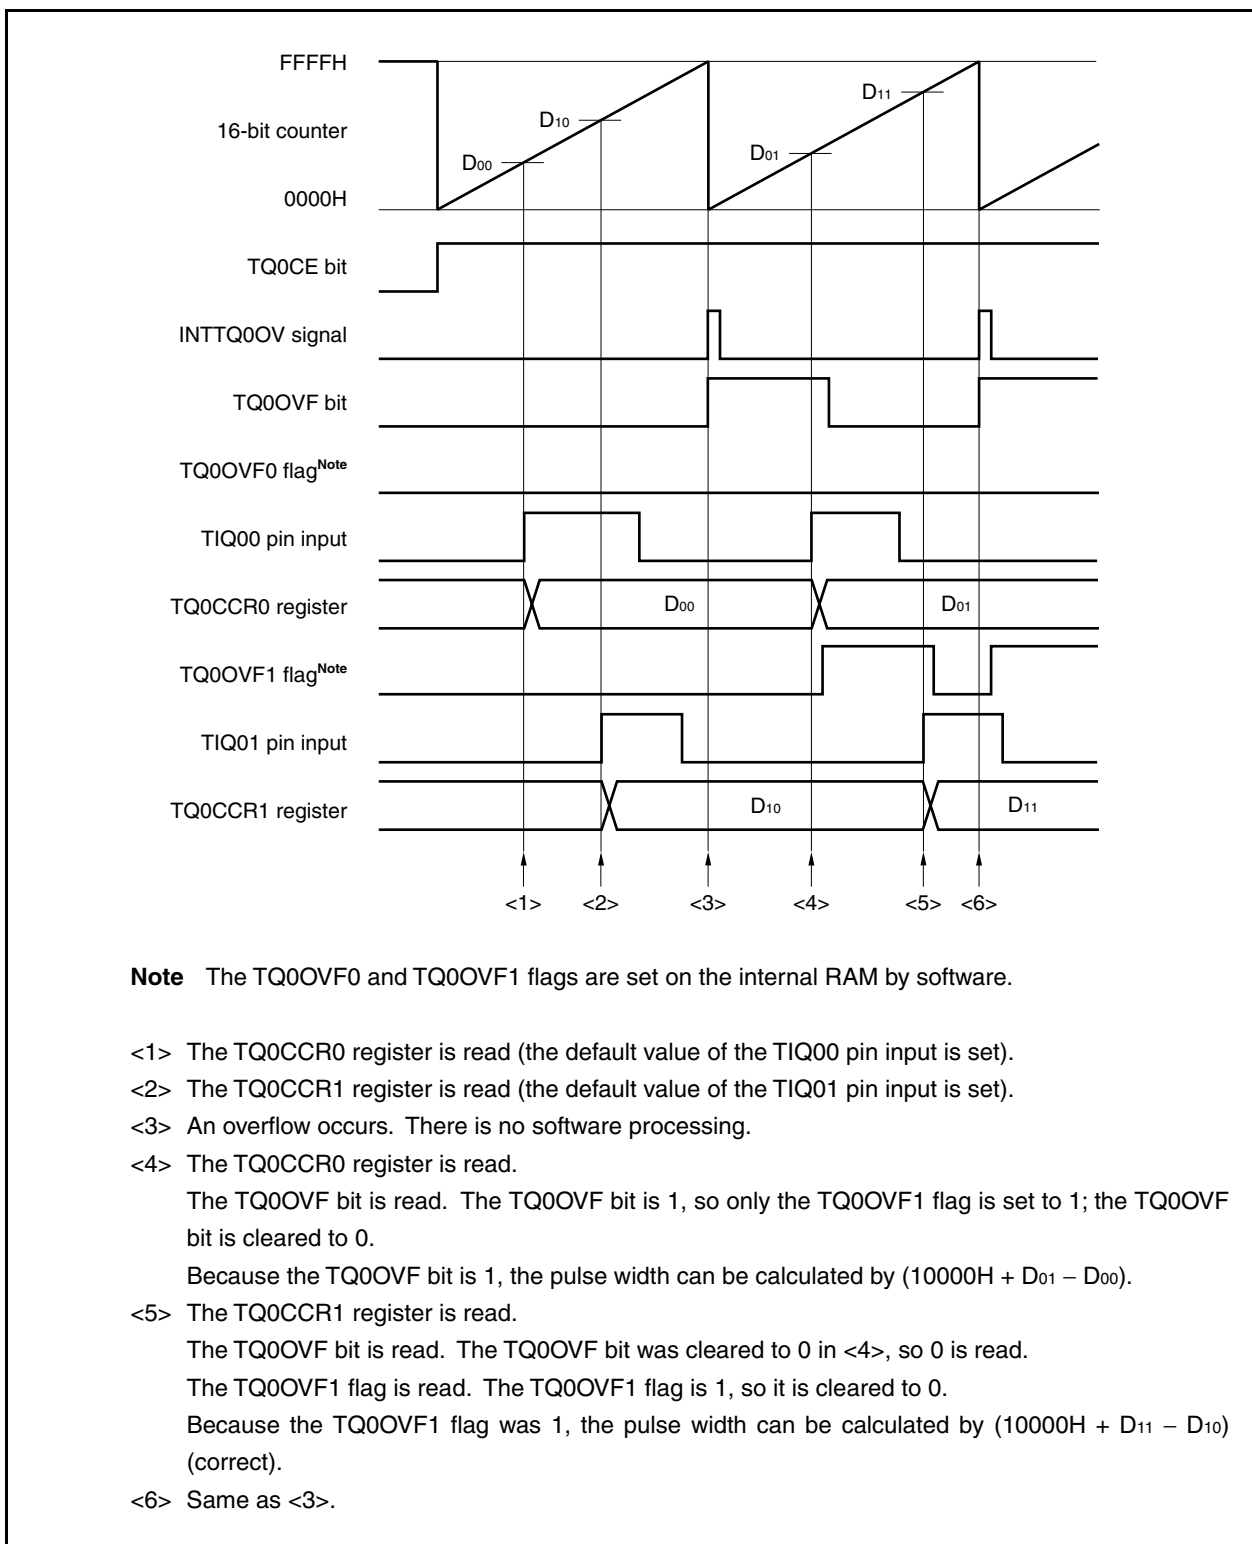 FFFFH
D11
D10
16-bit counter
D01
D00
0000H
TQ0CE bit
INTTQ0OV signal
TQ0OVF bit
TQ0OVF0 flagNote
TIQ00 pin input
TQ0CCR0 register D00 D01
TQ0OVF1 flagNote
TIQ01 pin input
TQ0CCR1 register D10 D11
<1> <2> <3> <4> <5> <6>
Note The TQ0OVF0 and TQ0OVF1 flags are set on the internal RAM by software.
<1> The TQ0CCR0 register is read (the default value of the TIQ00 pin input is set).
<2> The TQ0CCR1 register is read (the default value of the TIQ01 pin input is set).
<3> An overflow occurs. There is no software processing.
<4> The TQ0CCR0 register is read.
The TQ0OVF bit is read. The TQ0OVF bit is 1, so only the TQ0OVF1 flag is set to 1; the TQ0OVF
bit is cleared to 0.
Because the TQ0OVF bit is 1, the pulse width can be calculated by (10000H + D01 − D00).
<5> The TQ0CCR1 register is read.
The TQ0OVF bit is read. The TQ0OVF bit was cleared to 0 in <4>, so 0 is read.
The TQ0OVF1 flag is read. The TQ0OVF1 flag is 1, so it is cleared to 0.
Because the TQ0OVF1 flag was 1, the pulse width can be calculated by (10000H + D11 − D10)
(correct).
<6> Same as <3>.